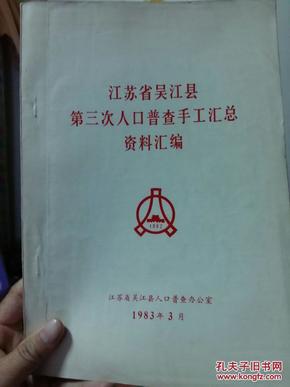 江苏省吴江县
第三次人口普查手工汇总
资料汇编
1982
江苏省吴江县人口普查办公室
1983年3月
孔夫子旧书网